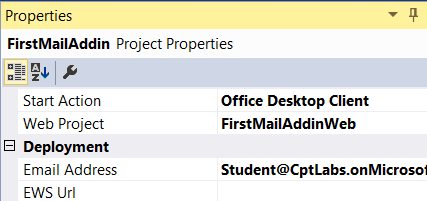 Properties
FirstMailAddin Project Properties
Start Action Office Desktop Client
Web Project FirstMailAddinWeb
Deployment
Email Address Student@CptLabs.onMicrosof
EWS Url